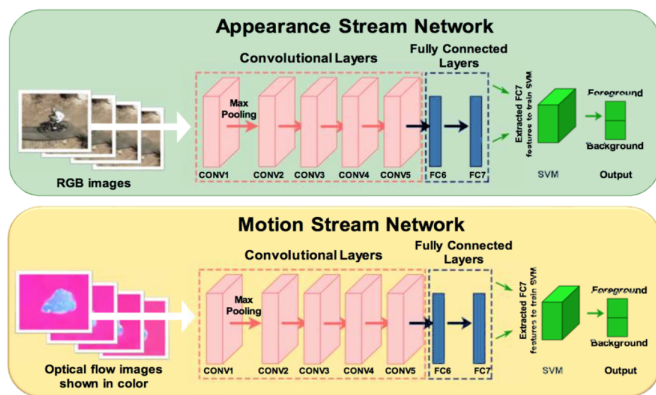 Appearance Stream Network
Convolutional Layers
Fully Connected
Layers
Max
Pooling
CONV1
CONV2
CONV3
CONV4
CONV5
FC6
FC7
Extracted FC7
features to train SVM
SVM
Foreground
Background
Output
RGB images
Motion Stream Network
Convolutional Layers
Fully Connected
Layers
Max
Pooling
CONV1
CONV2
CONV3
CONV4
CONV5
FC6
FC7
Extracted FC7
features to train SVM
SVM
Foreground
Background
Output
Optical flow images
shown in color